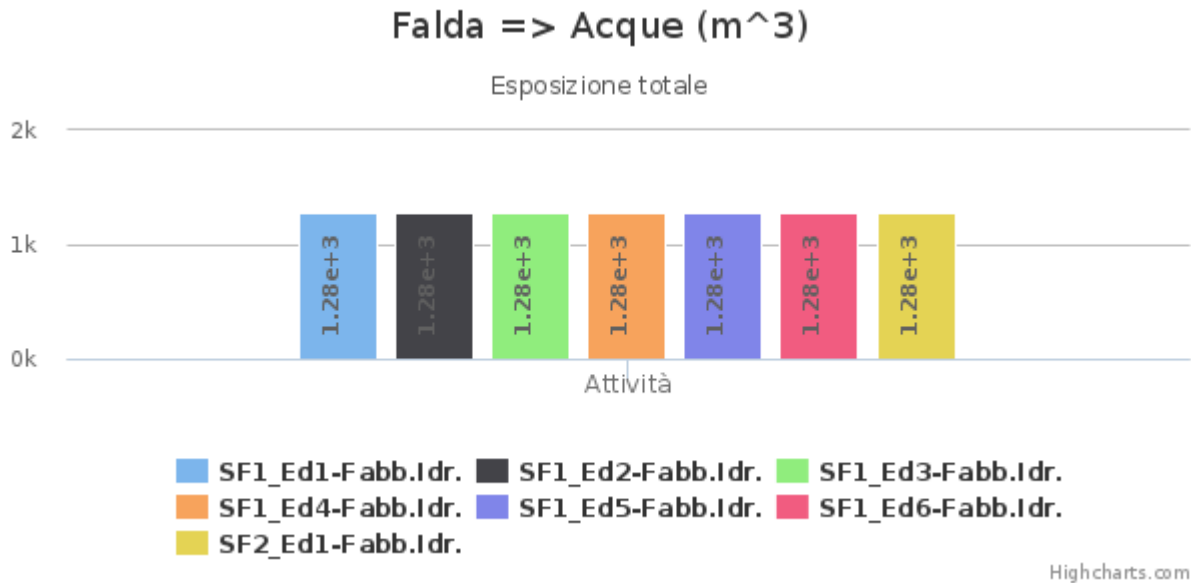 Falda => Acque (m^3)
Esposizione totale
2k
1k
0k
1.28e+3
1.28e+3
1.28e+3
1.28e+3
1.28e+3
1.28e+3
1.28e+3
Attività
SF1_Ed1-Fabb.Idr. SF1_Ed2-Fabb.Idr. SF1_Ed3-Fabb.Idr.
SF1_Ed4-Fabb.Idr. SF1_Ed5-Fabb.Idr. SF1_Ed6-Fabb.Idr.
SF2_Ed1-Fabb.Idr.
Highcharts.com